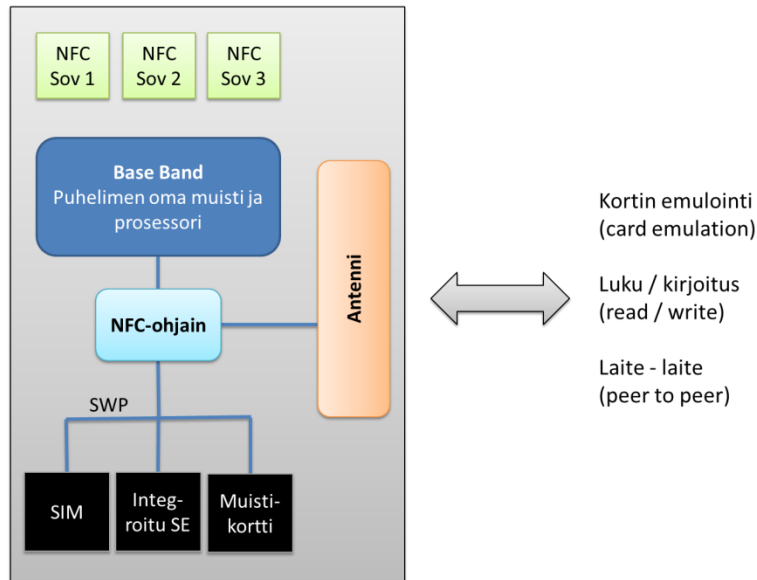 NFC
Sov 1
NFC
Sov 2
NFC
Sov 3
Base Band
Puhelimen oma muisti ja
prosessori
NFC-ohjain
Antenni
SWP
SIM
Integ-
roitu SE
Muisti-
kortti
Kortin emulointi
(card emulation)
Luku / kirjoitus
(read / write)
Laite - laite
(peer to peer)